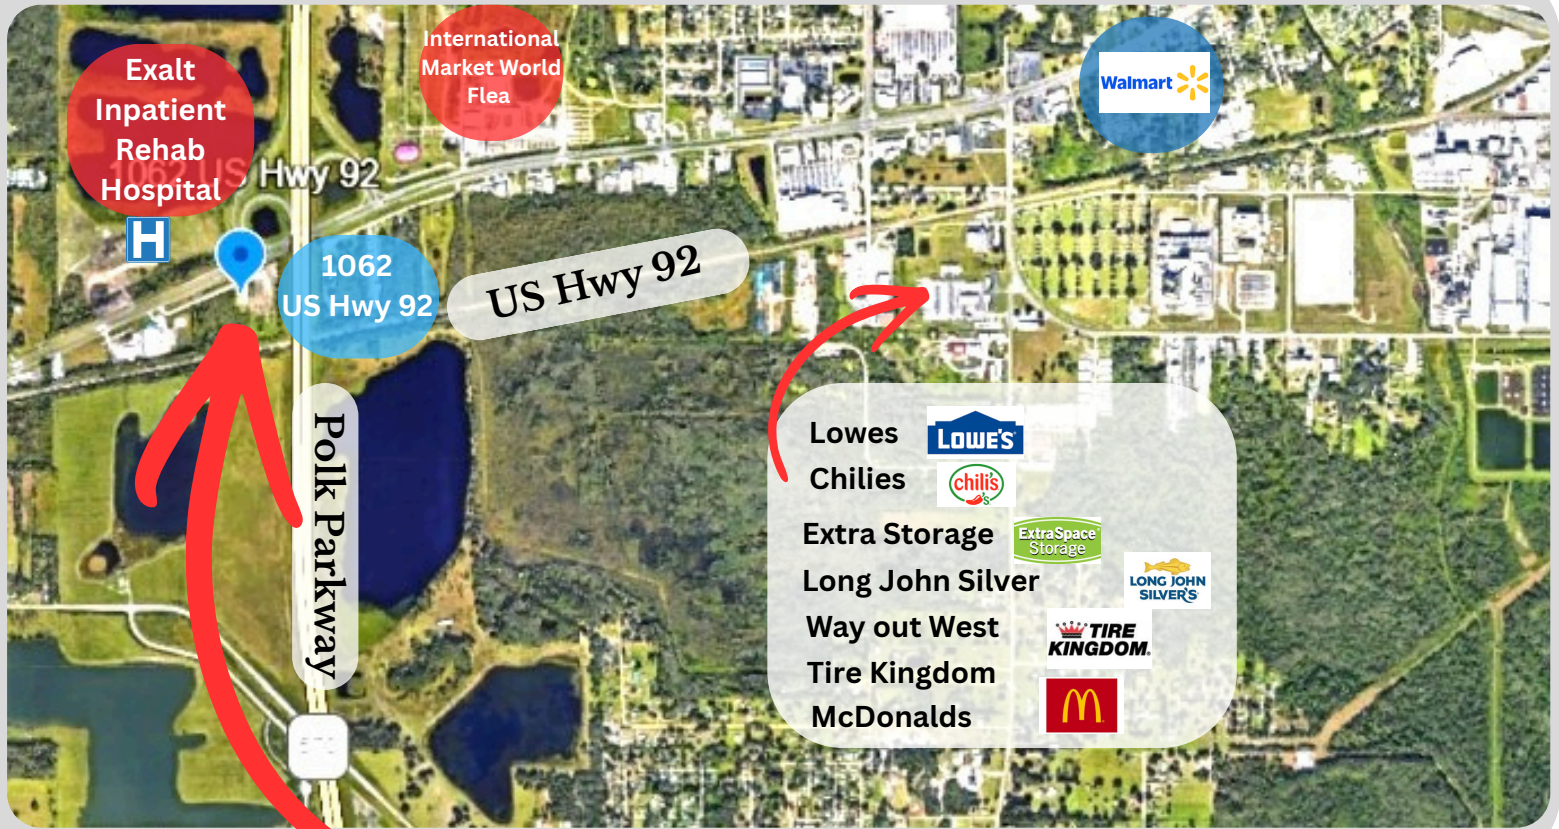 Exalt
Inpatient
Rehab
Hospital
International
Market World
Flea
Walmart
1062 US Hwy 92
H
1062
US Hwy 92
US Hwy 92
Polk Parkway
Lowes
LOWE'S
Chilies
chili's
Extra Storage
ExtraSpace
Storage
Long John Silver
LONG JOHN
SILVER'S
Way out West
TIRE
KINGDOM
Tire Kingdom
McDonalds